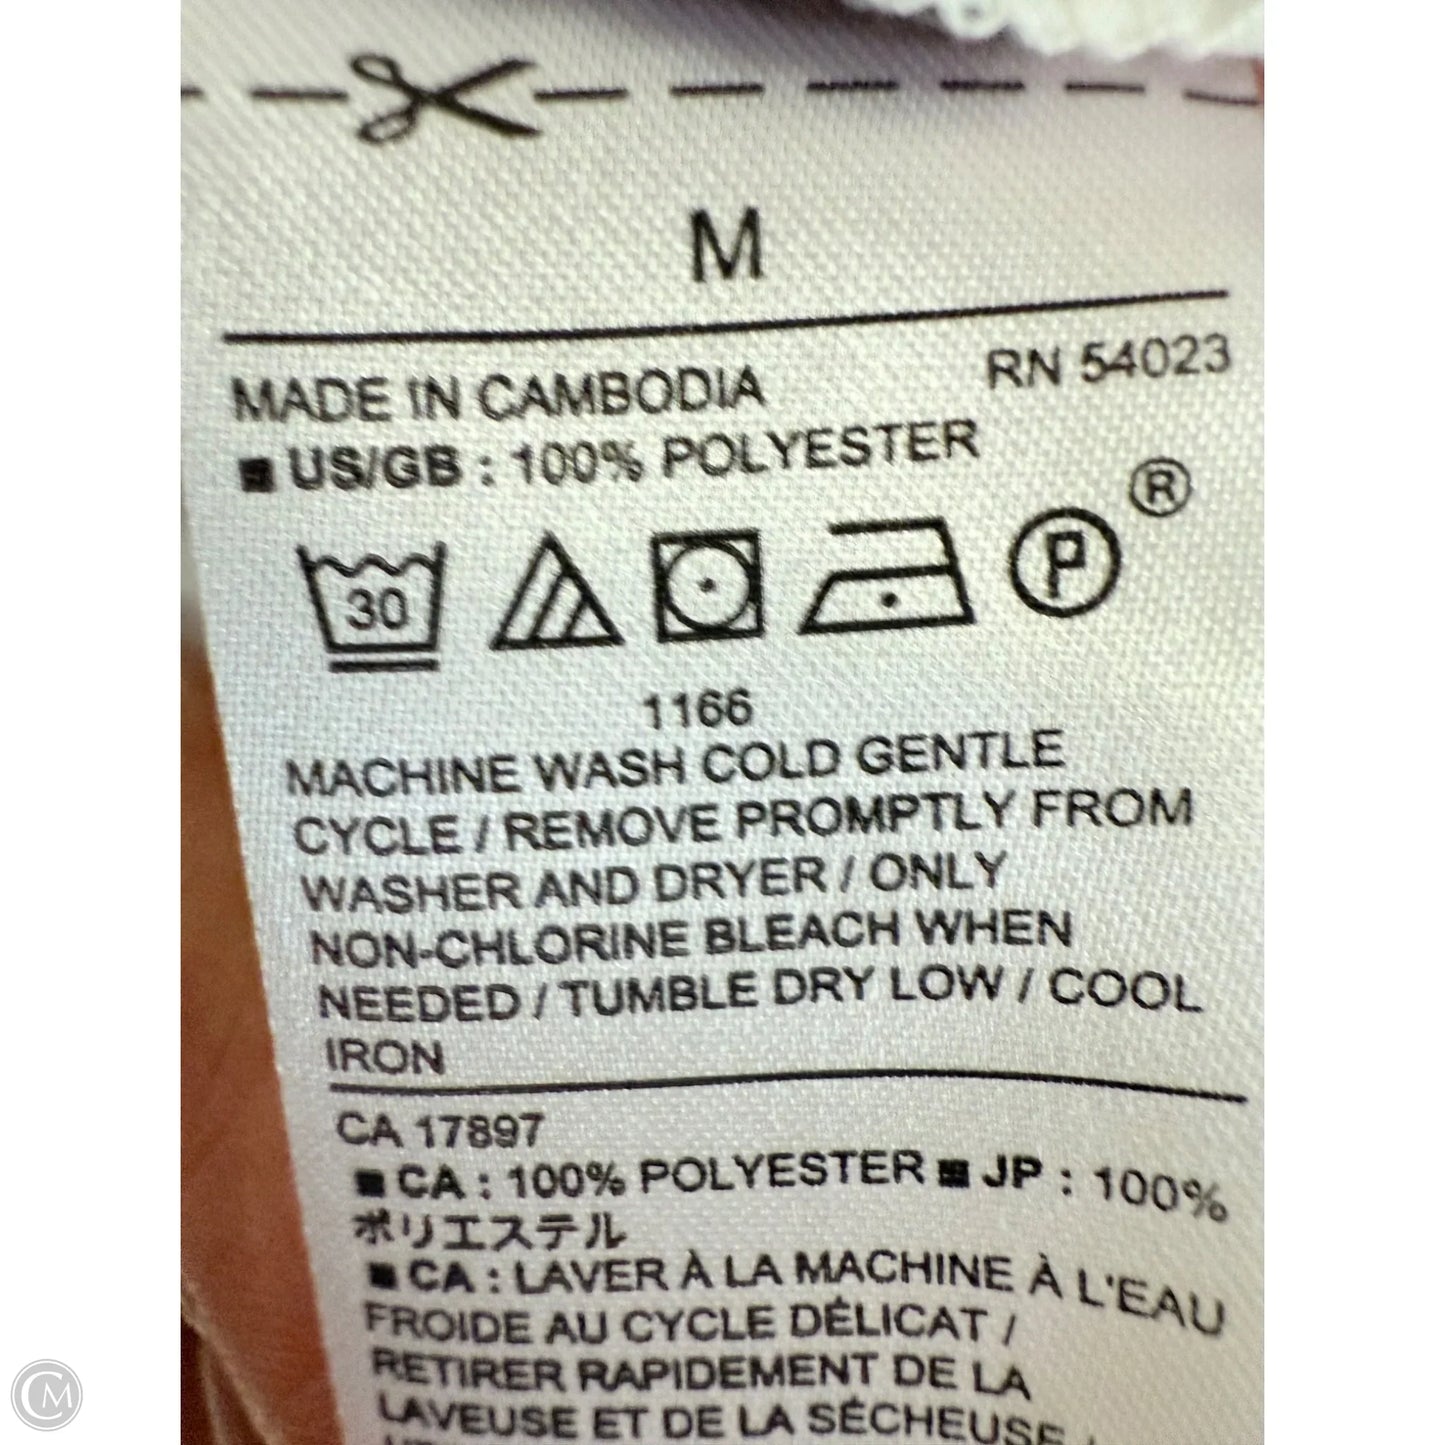 M
MADE IN CAMBODIA RN 54023
■ US/GB : 100% POLYESTER
30 P ®
1166
MACHINE WASH COLD GENTLE
CYCLE / REMOVE PROMPTLY FROM
WASHER AND DRYER / ONLY
NON-CHLORINE BLEACH WHEN
NEEDED / TUMBLE DRY LOW / COOL
IRON
CA 17897
■ CA : 100% POLYESTER ■ JP : 100%
ポリエステル
■ CA : LAVER À LA MACHINE À L'EAU
FROIDE AU CYCLE DÉLICAT /
RETIRER RAPIDEMENT DE LA
LAVEUSE ET DE LA SÉCHEUSE
CM